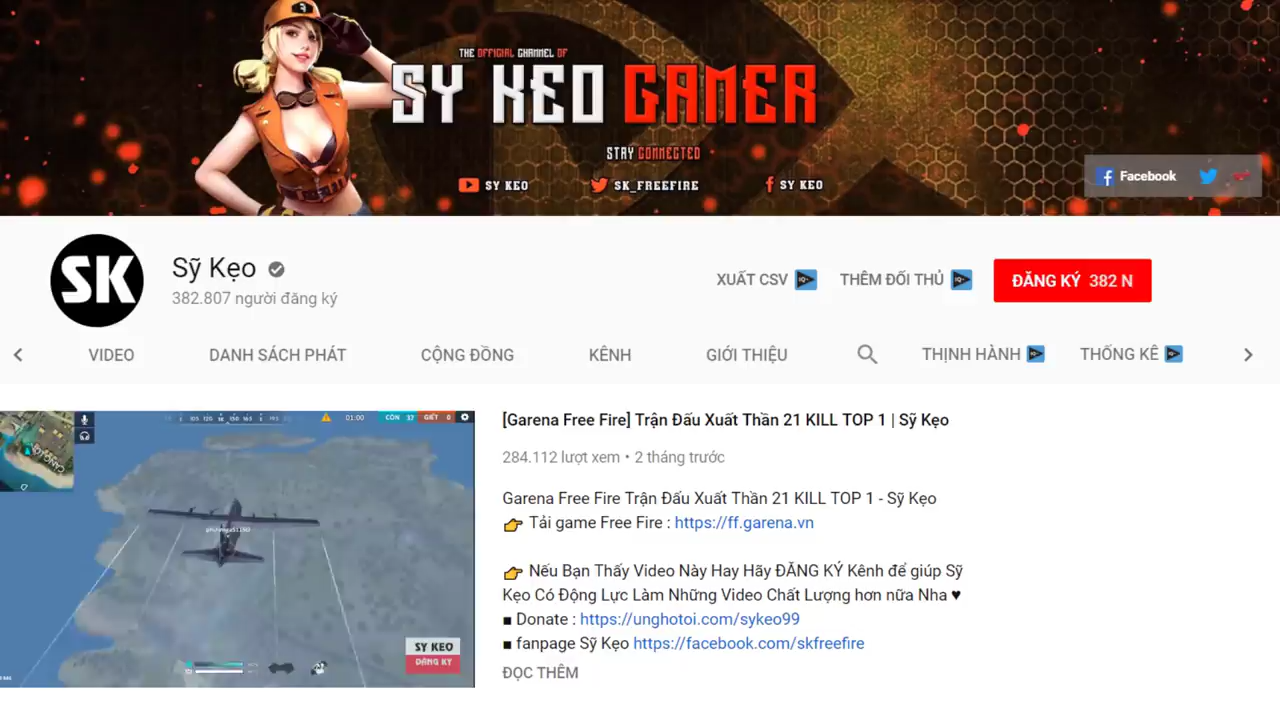 THE OFFICIAL CHANNEL OF
SY KEO GAMER
STAY CONNECTED
SY KEO
SK_FREEFIRE
SY KEO
Facebook
SK
Sỹ Kẹo
382.807 người đăng ký
XUẤT CSV
THÊM ĐỐI THỦ
ĐĂNG KÝ 382 N
VIDEO
DANH SÁCH PHÁT
CỘNG ĐỒNG
KÊNH
GIỚI THIỆU
THỊNH HÀNH
THỐNG KÊ
01:00
CÒN 37
GIẾT 0
SY KEO
ĐĂNG KÝ
[Garena Free Fire] Trận Đấu Xuất Thần 21 KILL TOP 1 | Sỹ Kẹo
284.112 lượt xem • 2 tháng trước
Garena Free Fire Trận Đấu Xuất Thần 21 KILL TOP 1 - Sỹ Kẹo
👉 Tải game Free Fire : https://ff.garena.vn
👉 Nếu Bạn Thấy Video Này Hay Hãy ĐĂNG KÝ Kênh để giúp Sỹ
Kẹo Có Động Lực Làm Những Video Chất Lượng hơn nữa Nha ♥
■ Donate : https://unghotoi.com/sykeo99
■ fanpage Sỹ Kẹo https://facebook.com/skfreefire
ĐỌC THÊM